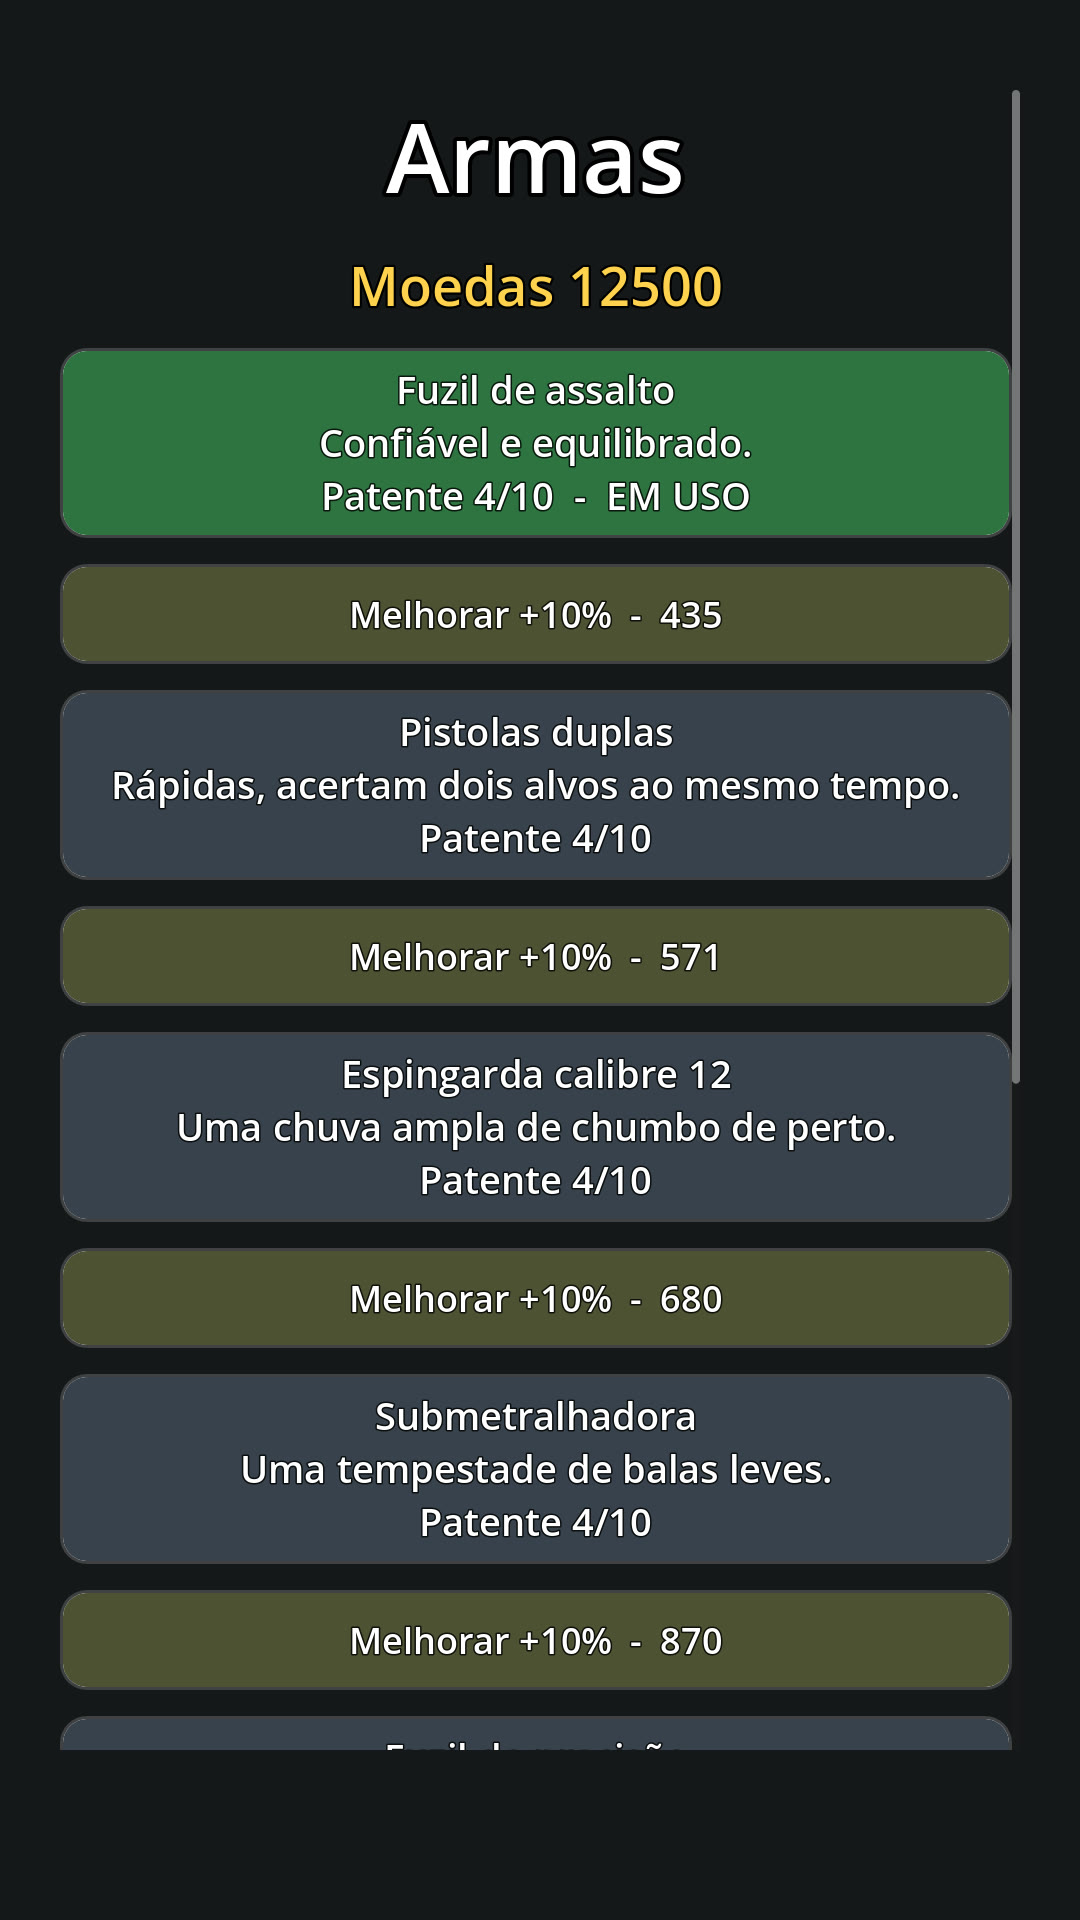 Armas
Moedas 12500
Fuzil de assalto
Confiável e equilibrado.
Patente 4/10 - EM USO
Melhorar +10% - 435
Pistolas duplas
Rápidas, acertam dois alvos ao mesmo tempo.
Patente 4/10
Melhorar +10% - 571
Espingarda calibre 12
Uma chuva ampla de chumbo de perto.
Patente 4/10
Melhorar +10% - 680
Submetralhadora
Uma tempestade de balas leves.
Patente 4/10
Melhorar +10% - 870